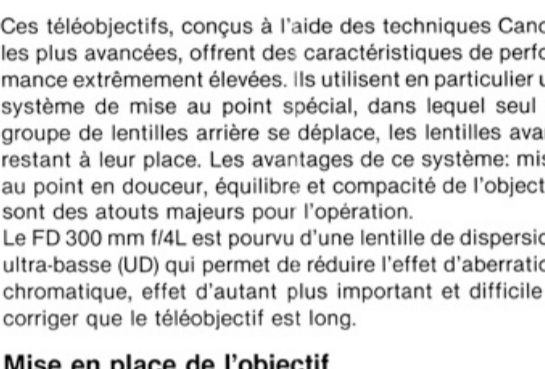 Ces téléobjectifs, conçus à l'aide des techniques Cano
les plus avancées, offrent des caractéristiques de perfo
mance extrêmement élevées. Ils utilisent en particulier u
système de mise au point spécial, dans lequel seul
groupe de lentilles arrière se déplace, les lentilles ava
restant à leur place. Les avantages de ce système: mis
au point en douceur, équilibre et compacité de l'object
sont des atouts majeurs pour l'opération.
Le FD 300 mm f/4L est pourvu d'une lentille de dispersio
ultra-basse (UD) qui permet de réduire l'effet d'aberratio
chromatique, effet d'autant plus important et difficile
corriger que le téléobjectif est long.
Mise en place de l'objectif